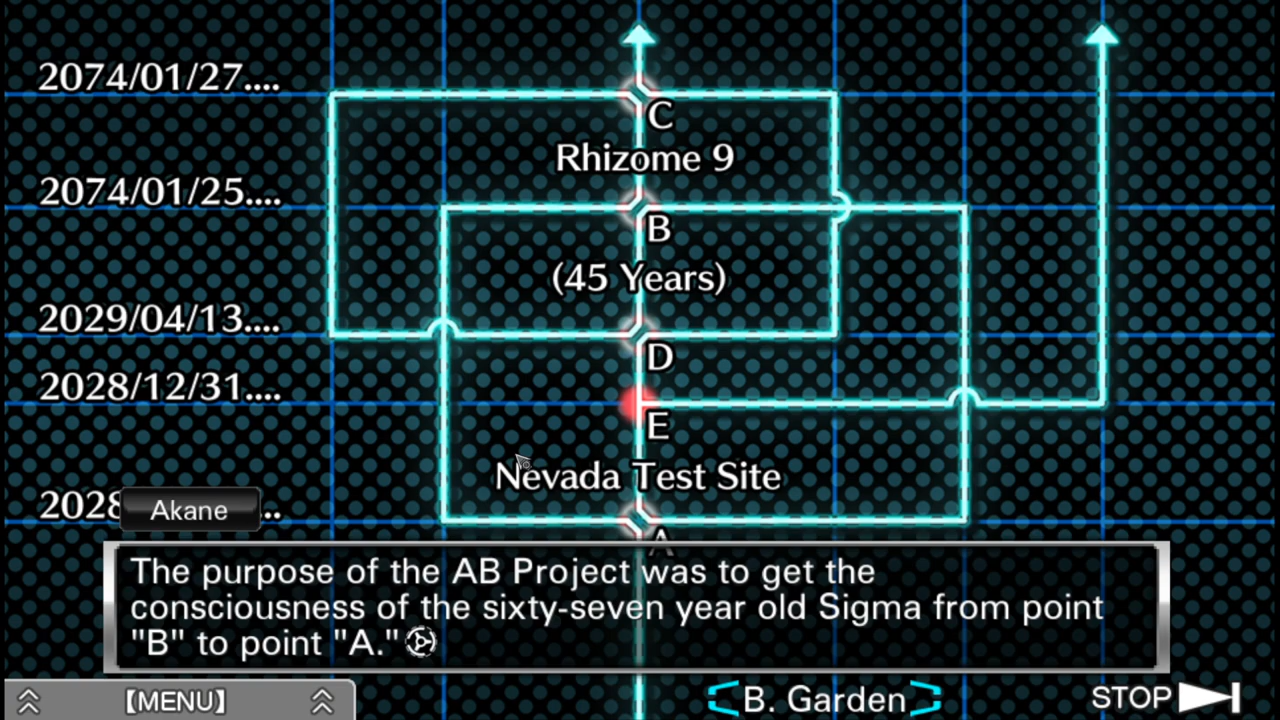 2074/01/27....
C
Rhizome 9
2074/01/25....
B
(45 Years)
2029/04/13....
D
2028/12/31....
E
Nevada Test Site
2028
..
A
Akane
The purpose of the AB Project was to get the
consciousness of the sixty-seven year old Sigma from point
"B" to point "A."
【MENU】
B. Garden
STOP